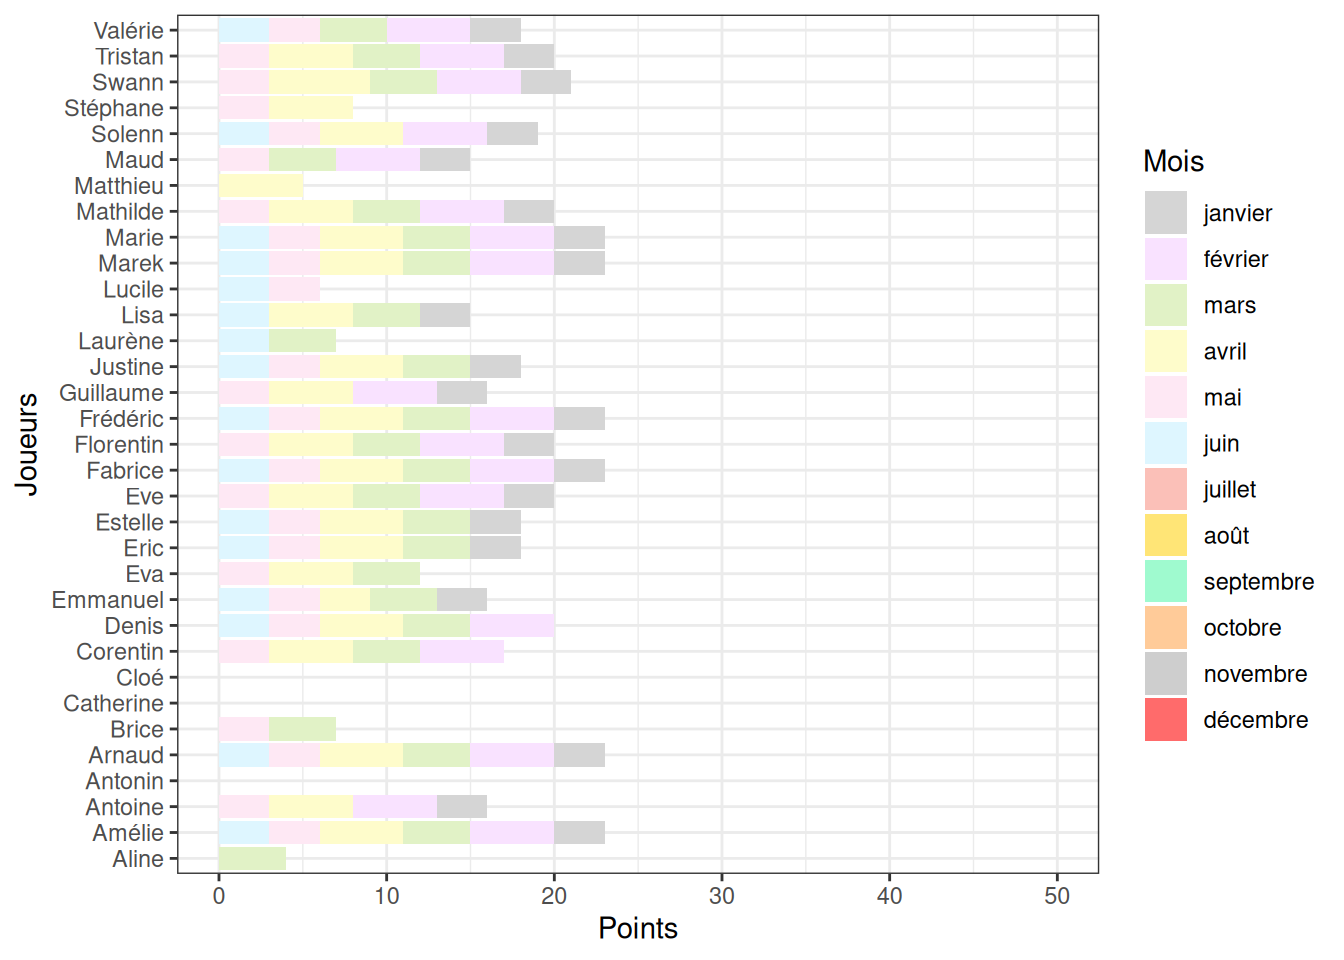 Joueurs
Valérie
Tristan
Swann
Stéphane
Solenn
Maud
Matthieu
Mathilde
Marie
Marek
Lucile
Lisa
Laurène
Justine
Guillaume
Frédéric
Florentin
Fabrice
Eve
Estelle
Eric
Eva
Emmanuel
Denis
Corentin
Cloé
Catherine
Brice
Arnaud
Antonin
Antoine
Amélie
Aline
0 10 20 30 40 50
Points
Mois
janvier
février
mars
avril
mai
juin
juillet
août
septembre
octobre
novembre
décembre